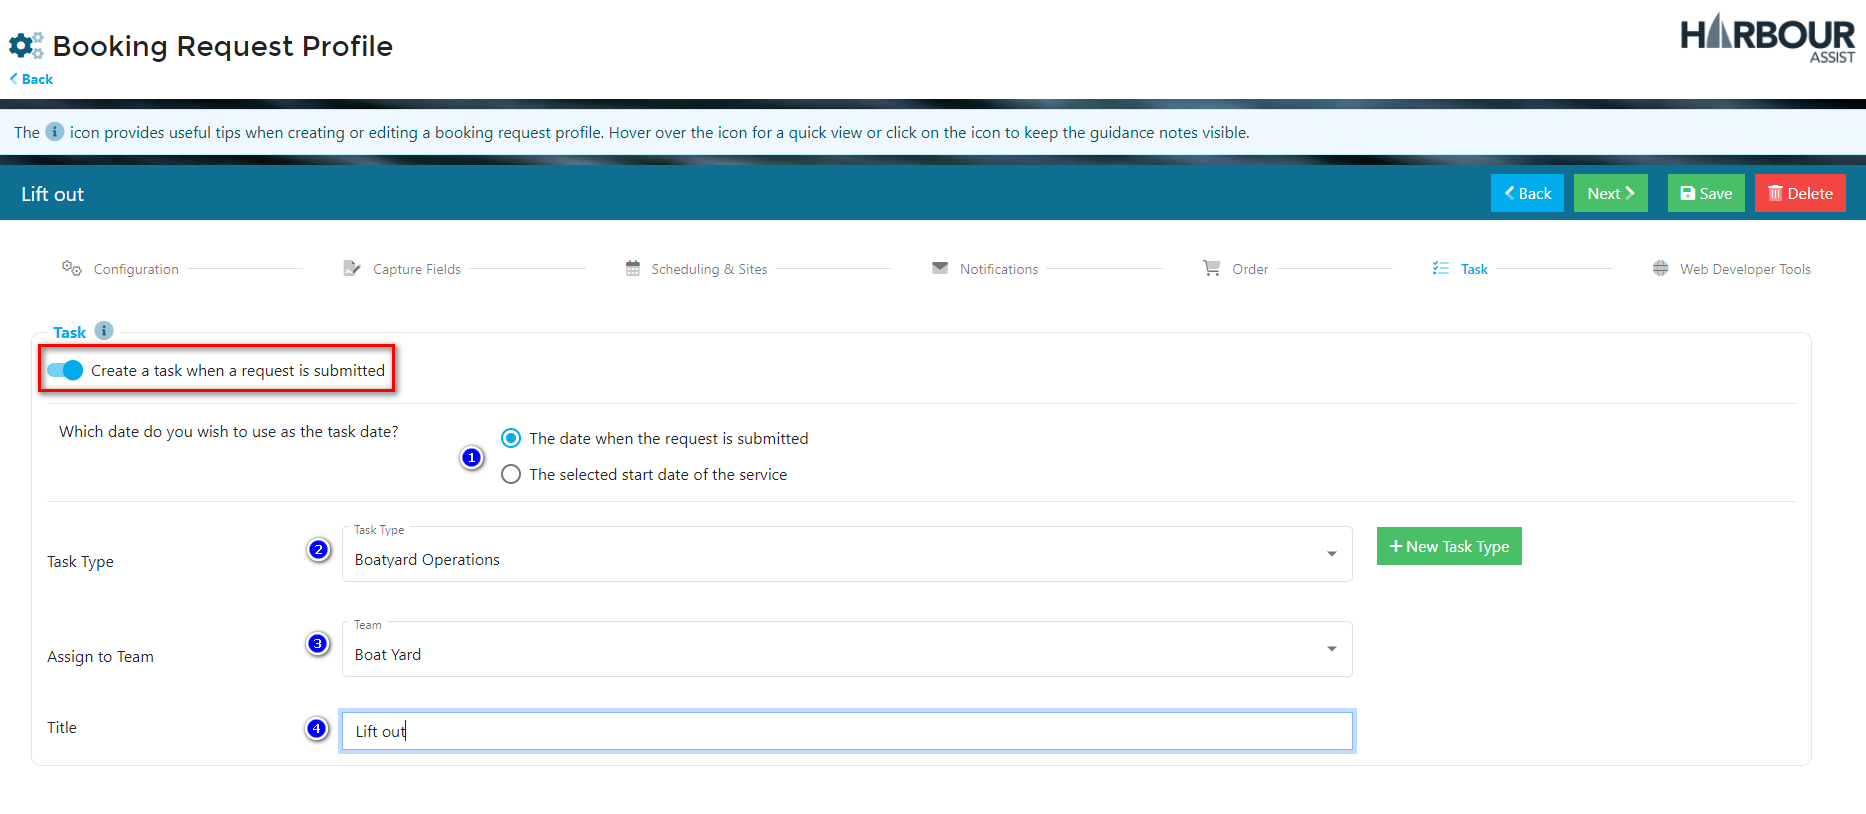 Booking Request Profile
HARBOUR
ASSIST
Back
The i icon provides useful tips when creating or editing a booking request profile. Hover over the icon for a quick view or click on the icon to keep the guidance notes visible.
Lift out
Back
Next
Save
Delete
Configuration
Capture Fields
Scheduling & Sites
Notifications
Order
Task
Web Developer Tools
Task i
Create a task when a request is submitted
Which date do you wish to use as the task date?
1
The date when the request is submitted
The selected start date of the service
Task Type
2
Task Type
Boatyard Operations
+ New Task Type
Assign to Team
3
Team
Boat Yard
Title
4
Lift out